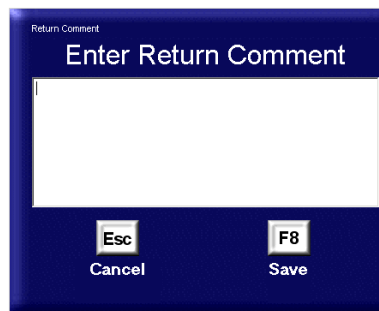 Return Comment
Enter Return Comment
Esc F8
Cancel Save